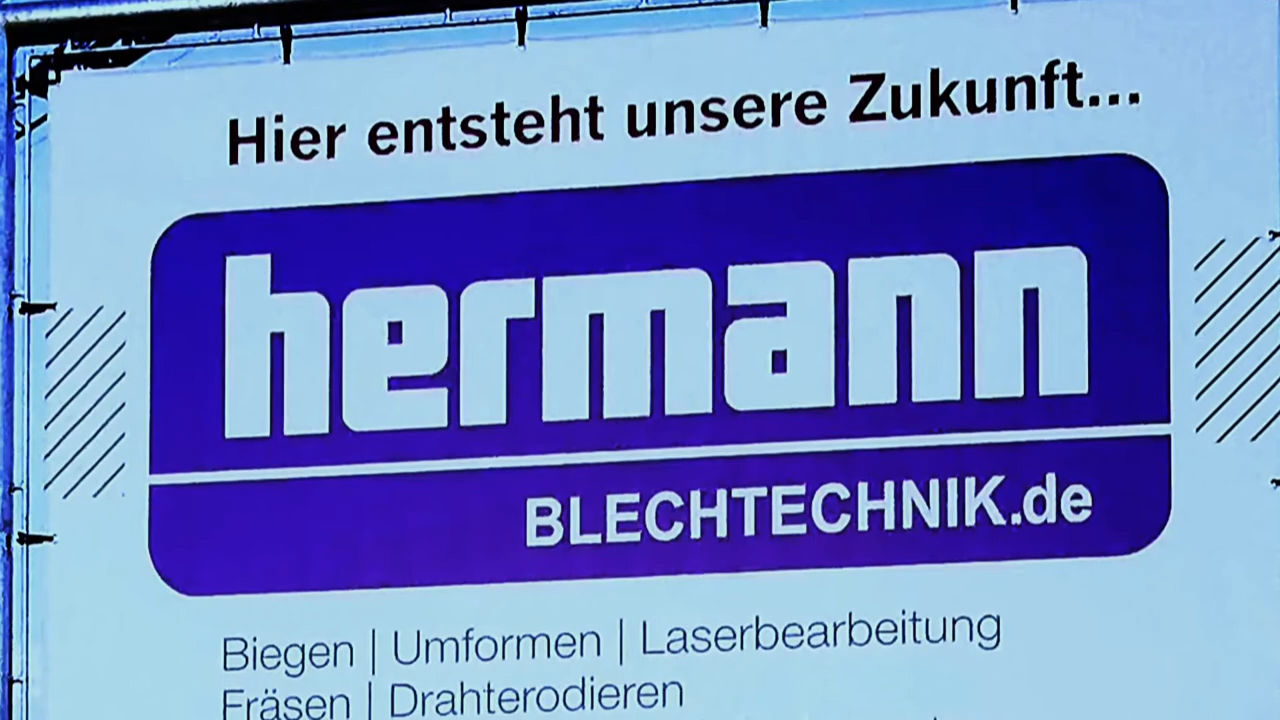 Hier entsteht unsere Zukunft...
hermann
BLECHTECHNIK.de
Biegen | Umformen | Laserbearbeitung
Fräsen | Drahterodieren